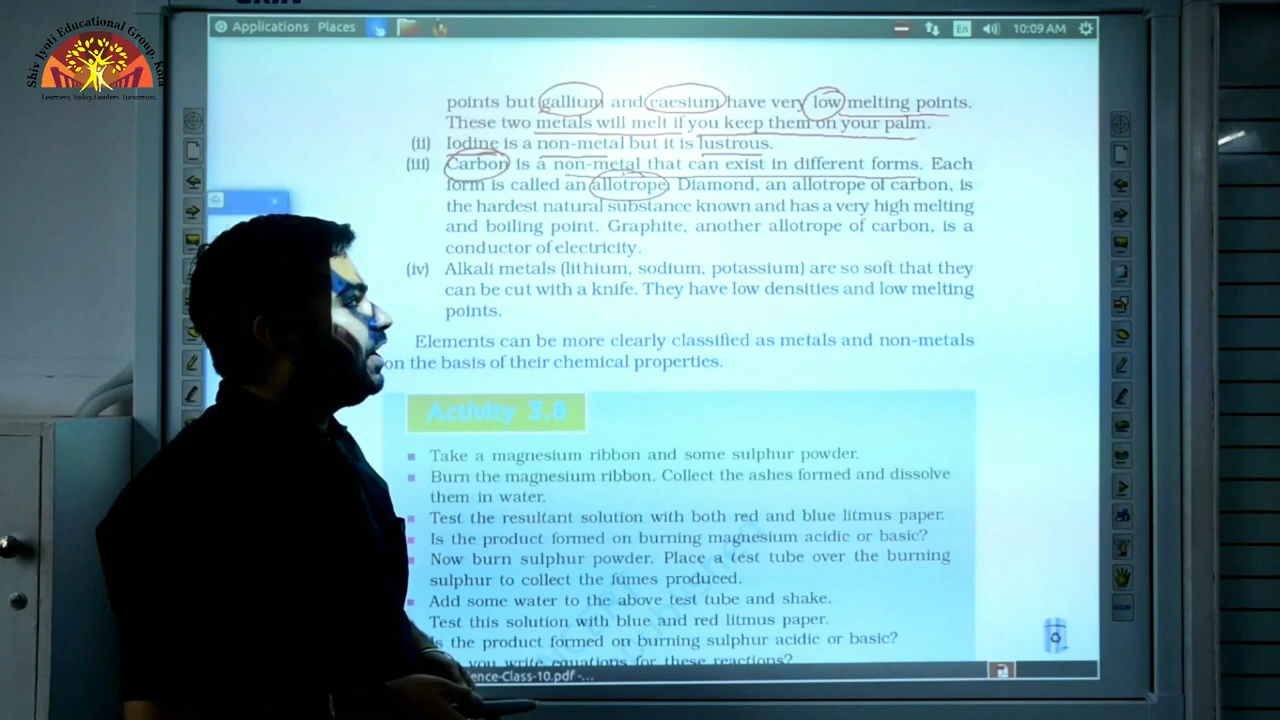 Shiv Jyoti Educational Group, Kota
Learners Today.Leaders Tomorrow.
Applications Places
En
10:09 AM
points but gallium and caesium have very low melting points.
These two metals will melt if you keep them on your palm.
(ii) Iodine is a non-metal but it is lustrous.
(iii) Carbon is a non-metal that can exist in different forms. Each
form is called an allotrope. Diamond, an allotrope of carbon, is
the hardest natural substance known and has a very high melting
and boiling point. Graphite, another allotrope of carbon, is a
conductor of electricity.
(iv) Alkali metals (lithium, sodium, potassium) are so soft that they
can be cut with a knife. They have low densities and low melting
points.
Elements can be more clearly classified as metals and non-metals
on the basis of their chemical properties.
Activity 3.8
Take a magnesium ribbon and some sulphur powder.
Burn the magnesium ribbon. Collect the ashes formed and dissolve
them in water.
Test the resultant solution with both red and blue litmus paper.
Is the product formed on burning magnesium acidic or basic?
Now burn sulphur powder. Place a test tube over the burning
sulphur to collect the fumes produced.
Add some water to the above test tube and shake.
Test this solution with blue and red litmus paper.
Is the product formed on burning sulphur acidic or basic?
you write equations for these reactions?
ence-Class-10.pdf -...